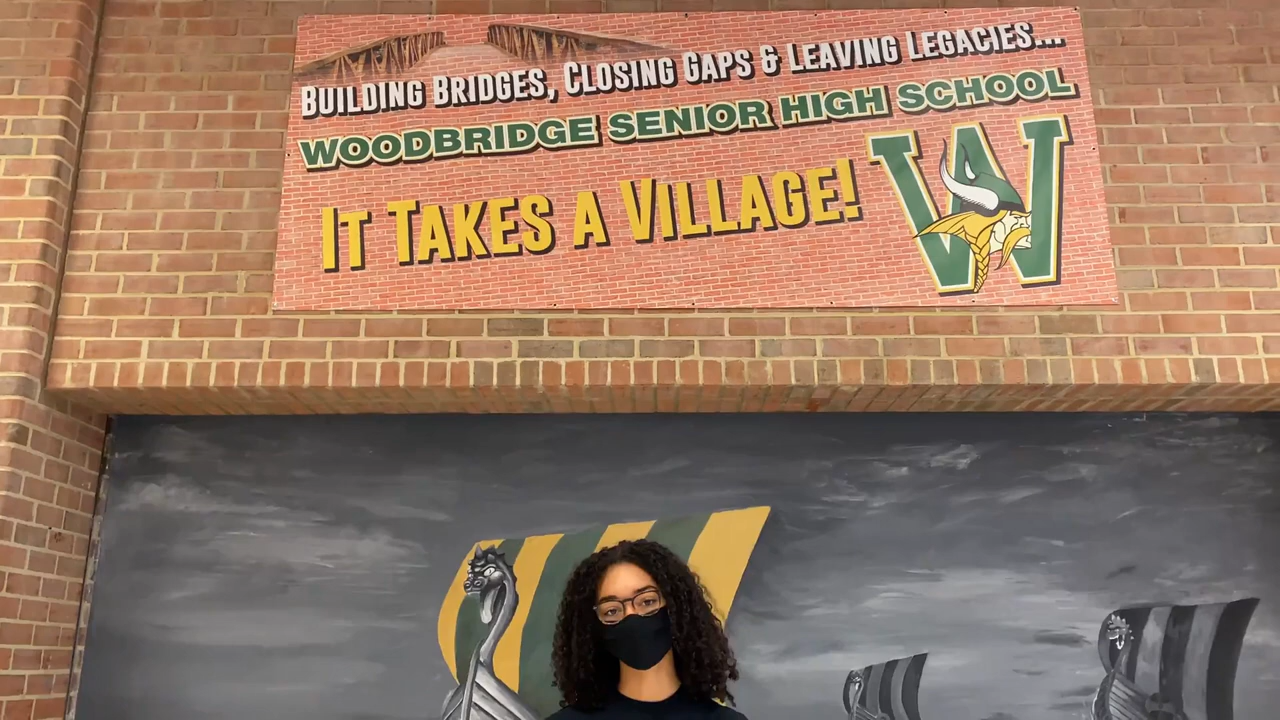 Building Bridges, Closing Gaps & Leaving Legacies...
WOODBRIDGE SENIOR HIGH SCHOOL
It Takes a Village!
W